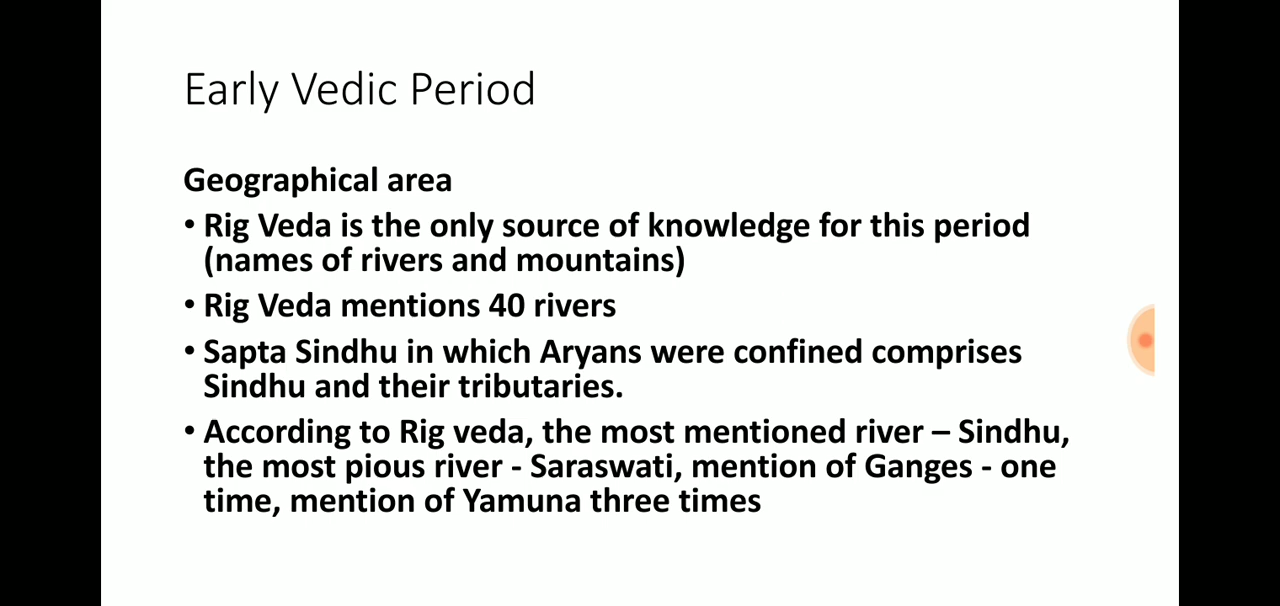 Early Vedic Period
Geographical area
• Rig Veda is the only source of knowledge for this period
(names of rivers and mountains)
• Rig Veda mentions 40 rivers
• Sapta Sindhu in which Aryans were confined comprises
Sindhu and their tributaries.
• According to Rig veda, the most mentioned river – Sindhu,
the most pious river - Saraswati, mention of Ganges - one
time, mention of Yamuna three times